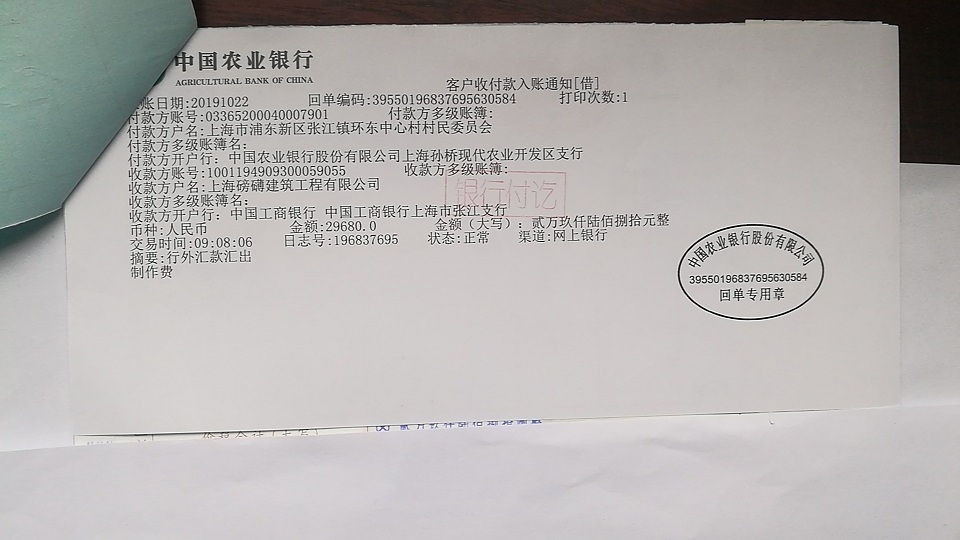 中国农业银行
AGRICULTURAL BANK OF CHINA
客户收付款入账通知[借]
账日期:20191022 回单编码:39550196837695630584 打印次数:1
付款方账号:03365200040007901 付款方多级账簿:
付款方户名:上海市浦东新区张江镇环东中心村村民委员会
付款方多级账簿名:
付款方开户行: 中国农业银行股份有限公司上海孙桥现代农业开发区支行
收款方账号:1001194909300059055 收款方多级账簿:
收款方户名:上海磅礴建筑工程有限公司
银行付讫
收款方多级账簿名:
收款方开户行: 中国工商银行 中国工商银行上海市张江支行
币种:人民币 金额:29680.0 金额(大写): 贰万玖仟陆佰捌拾元整
交易时间:09:08:06 日志号:196837695 状态:正常 渠道:网上银行
摘要:行外汇款汇出
制作费
中国农业银行股份有限公司
39550196837695630584
回单专用章